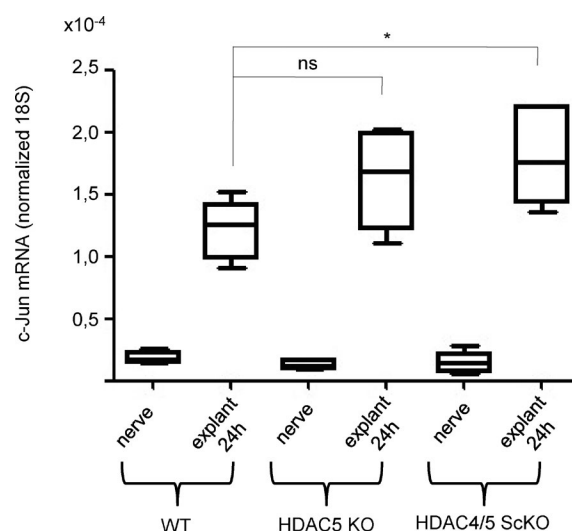 x10-4
*
ns
2,5
2,0
1,5
1,0
0,5
c-Jun mRNA (normalized 18S)
nerve
explant
24h
nerve
explant
24h
nerve
explant
24h
WT
HDAC5 KO
HDAC4/5 ScKO